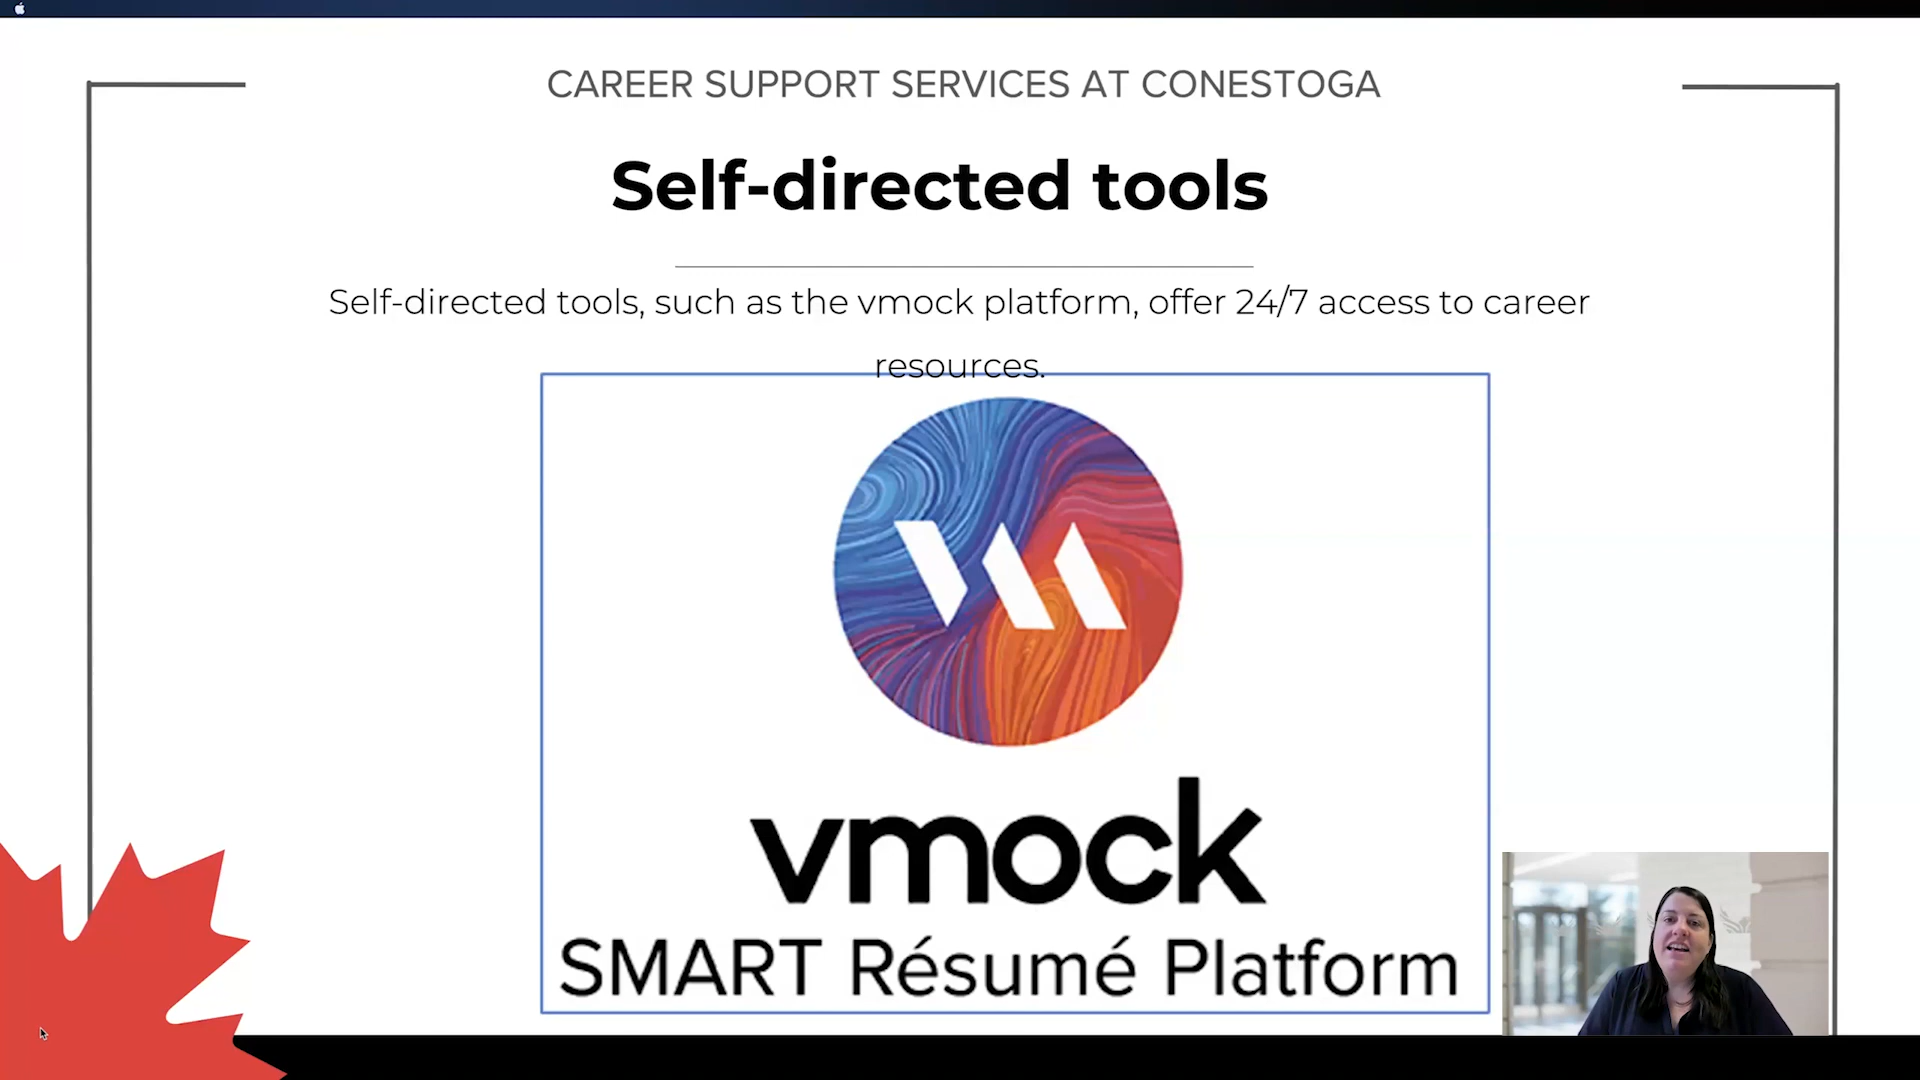 CAREER SUPPORT SERVICES AT CONESTOGA
Self-directed tools
Self-directed tools, such as the vmock platform, offer 24/7 access to career
resources.
vmock
SMART Résumé Platform